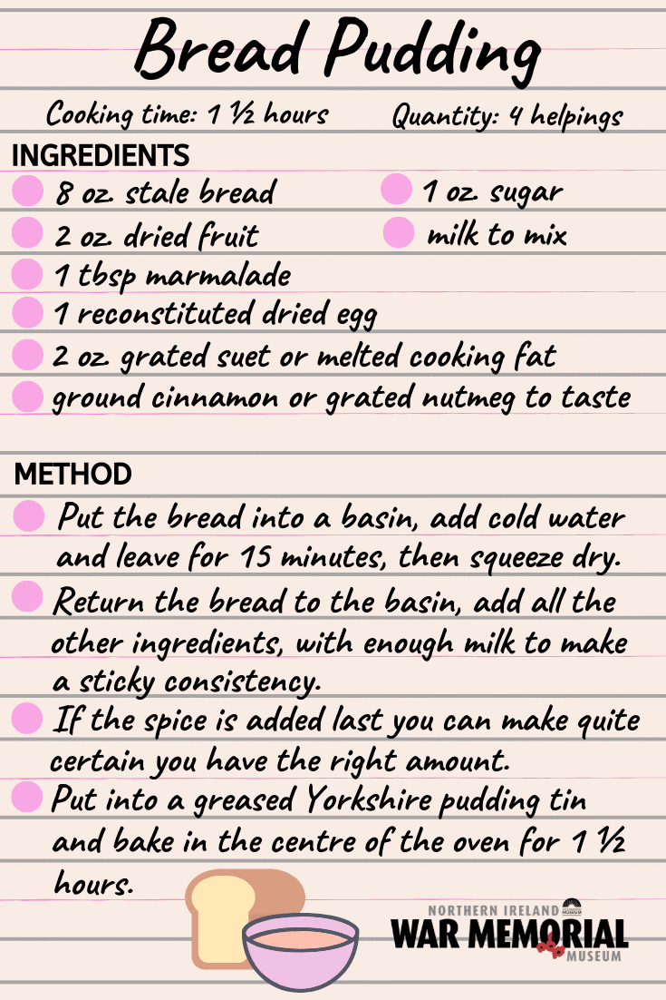 Bread Pudding
Cooking time: 1 ½ hours
Quantity: 4 helpings
INGREDIENTS
8 oz. stale bread
1 oz. sugar
2 oz. dried fruit
milk to mix
1 tbsp marmalade
1 reconstituted dried egg
2 oz. grated suet or melted cooking fat
ground cinnamon or grated nutmeg to taste
METHOD
Put the bread into a basin, add cold water
and leave for 15 minutes, then squeeze dry.
Return the bread to the basin, add all the
other ingredients, with enough milk to make
a sticky consistency.
If the spice is added last you can make quite
certain you have the right amount.
Put into a greased Yorkshire pudding tin
and bake in the centre of the oven for 1 ½
hours.
NORTHERN IRELAND
WAR MEMORIAL
MUSEUM